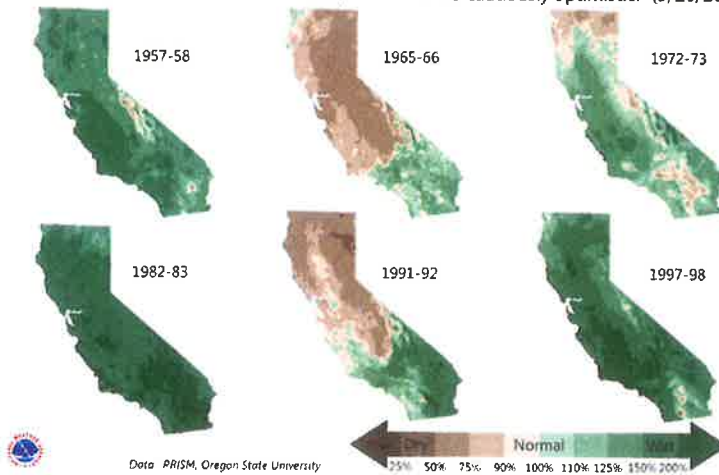 1957-58
1965-66
1972-73
1982-83
1991-92
1997-98
Dry Normal Wet
25% 50% 75% 90% 100% 110% 125% 150% 200%
Data PRISM, Oregon State University